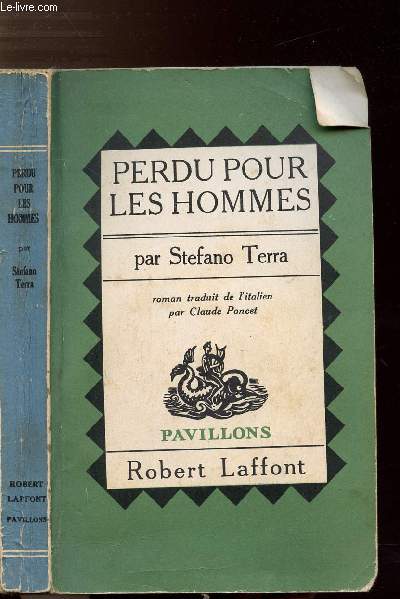 Le-livre.com
PERDU
POUR
LES
HOMMES
par
Stefano
Terra
ROBERT
LAFFONT
PAVILLONS
PERDU POUR
LES HOMMES
par Stefano Terra
roman traduit de l'italien
par Claude Poncet
PAVILLONS
Robert Laffont